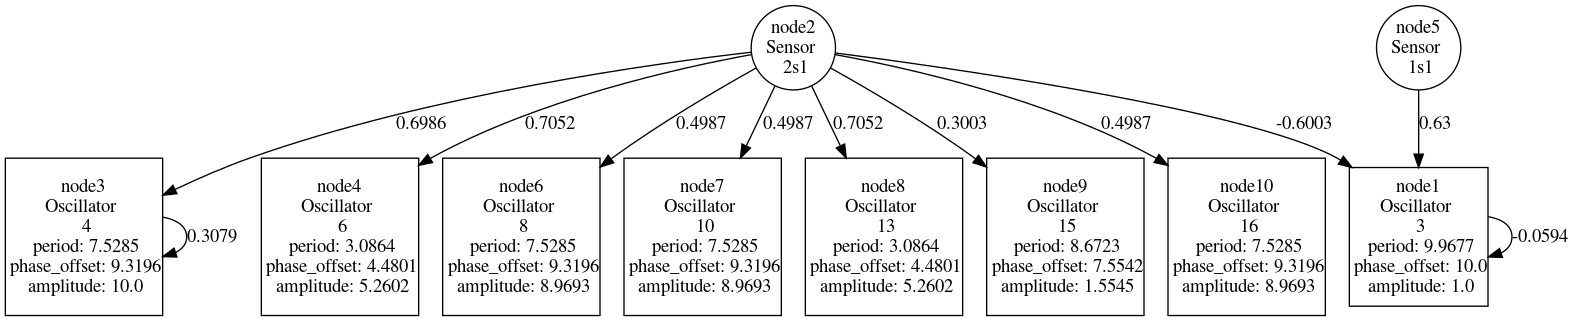 node2
Sensor
2s1
node5
Sensor
1s1
0.6986
0.7052
0.4987
0.4987
0.7052
0.3003
0.4987
-0.6003
0.63
node3
Oscillator
4
period: 7.5285
phase_offset: 9.3196
amplitude: 10.0
0.3079
node4
Oscillator
6
period: 3.0864
phase_offset: 4.4801
amplitude: 5.2602
node6
Oscillator
8
period: 7.5285
phase_offset: 9.3196
amplitude: 8.9693
node7
Oscillator
10
period: 7.5285
phase_offset: 9.3196
amplitude: 8.9693
node8
Oscillator
13
period: 3.0864
phase_offset: 4.4801
amplitude: 5.2602
node9
Oscillator
15
period: 8.6723
phase_offset: 7.5542
amplitude: 1.5545
node10
Oscillator
16
period: 7.5285
phase_offset: 9.3196
amplitude: 8.9693
node1
Oscillator
3
period: 9.9677
phase_offset: 10.0
amplitude: 1.0
-0.0594